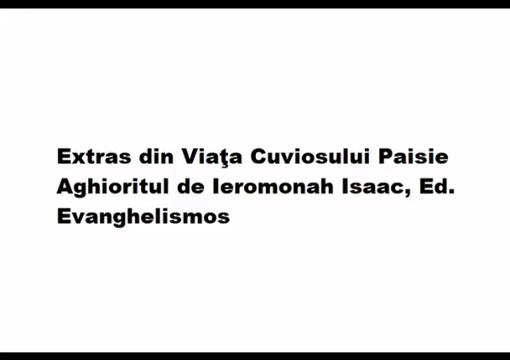 Extras din Viaţa Cuviosului Paisie
Aghioritul de Ieromonah Isaac, Ed.
Evanghelismos